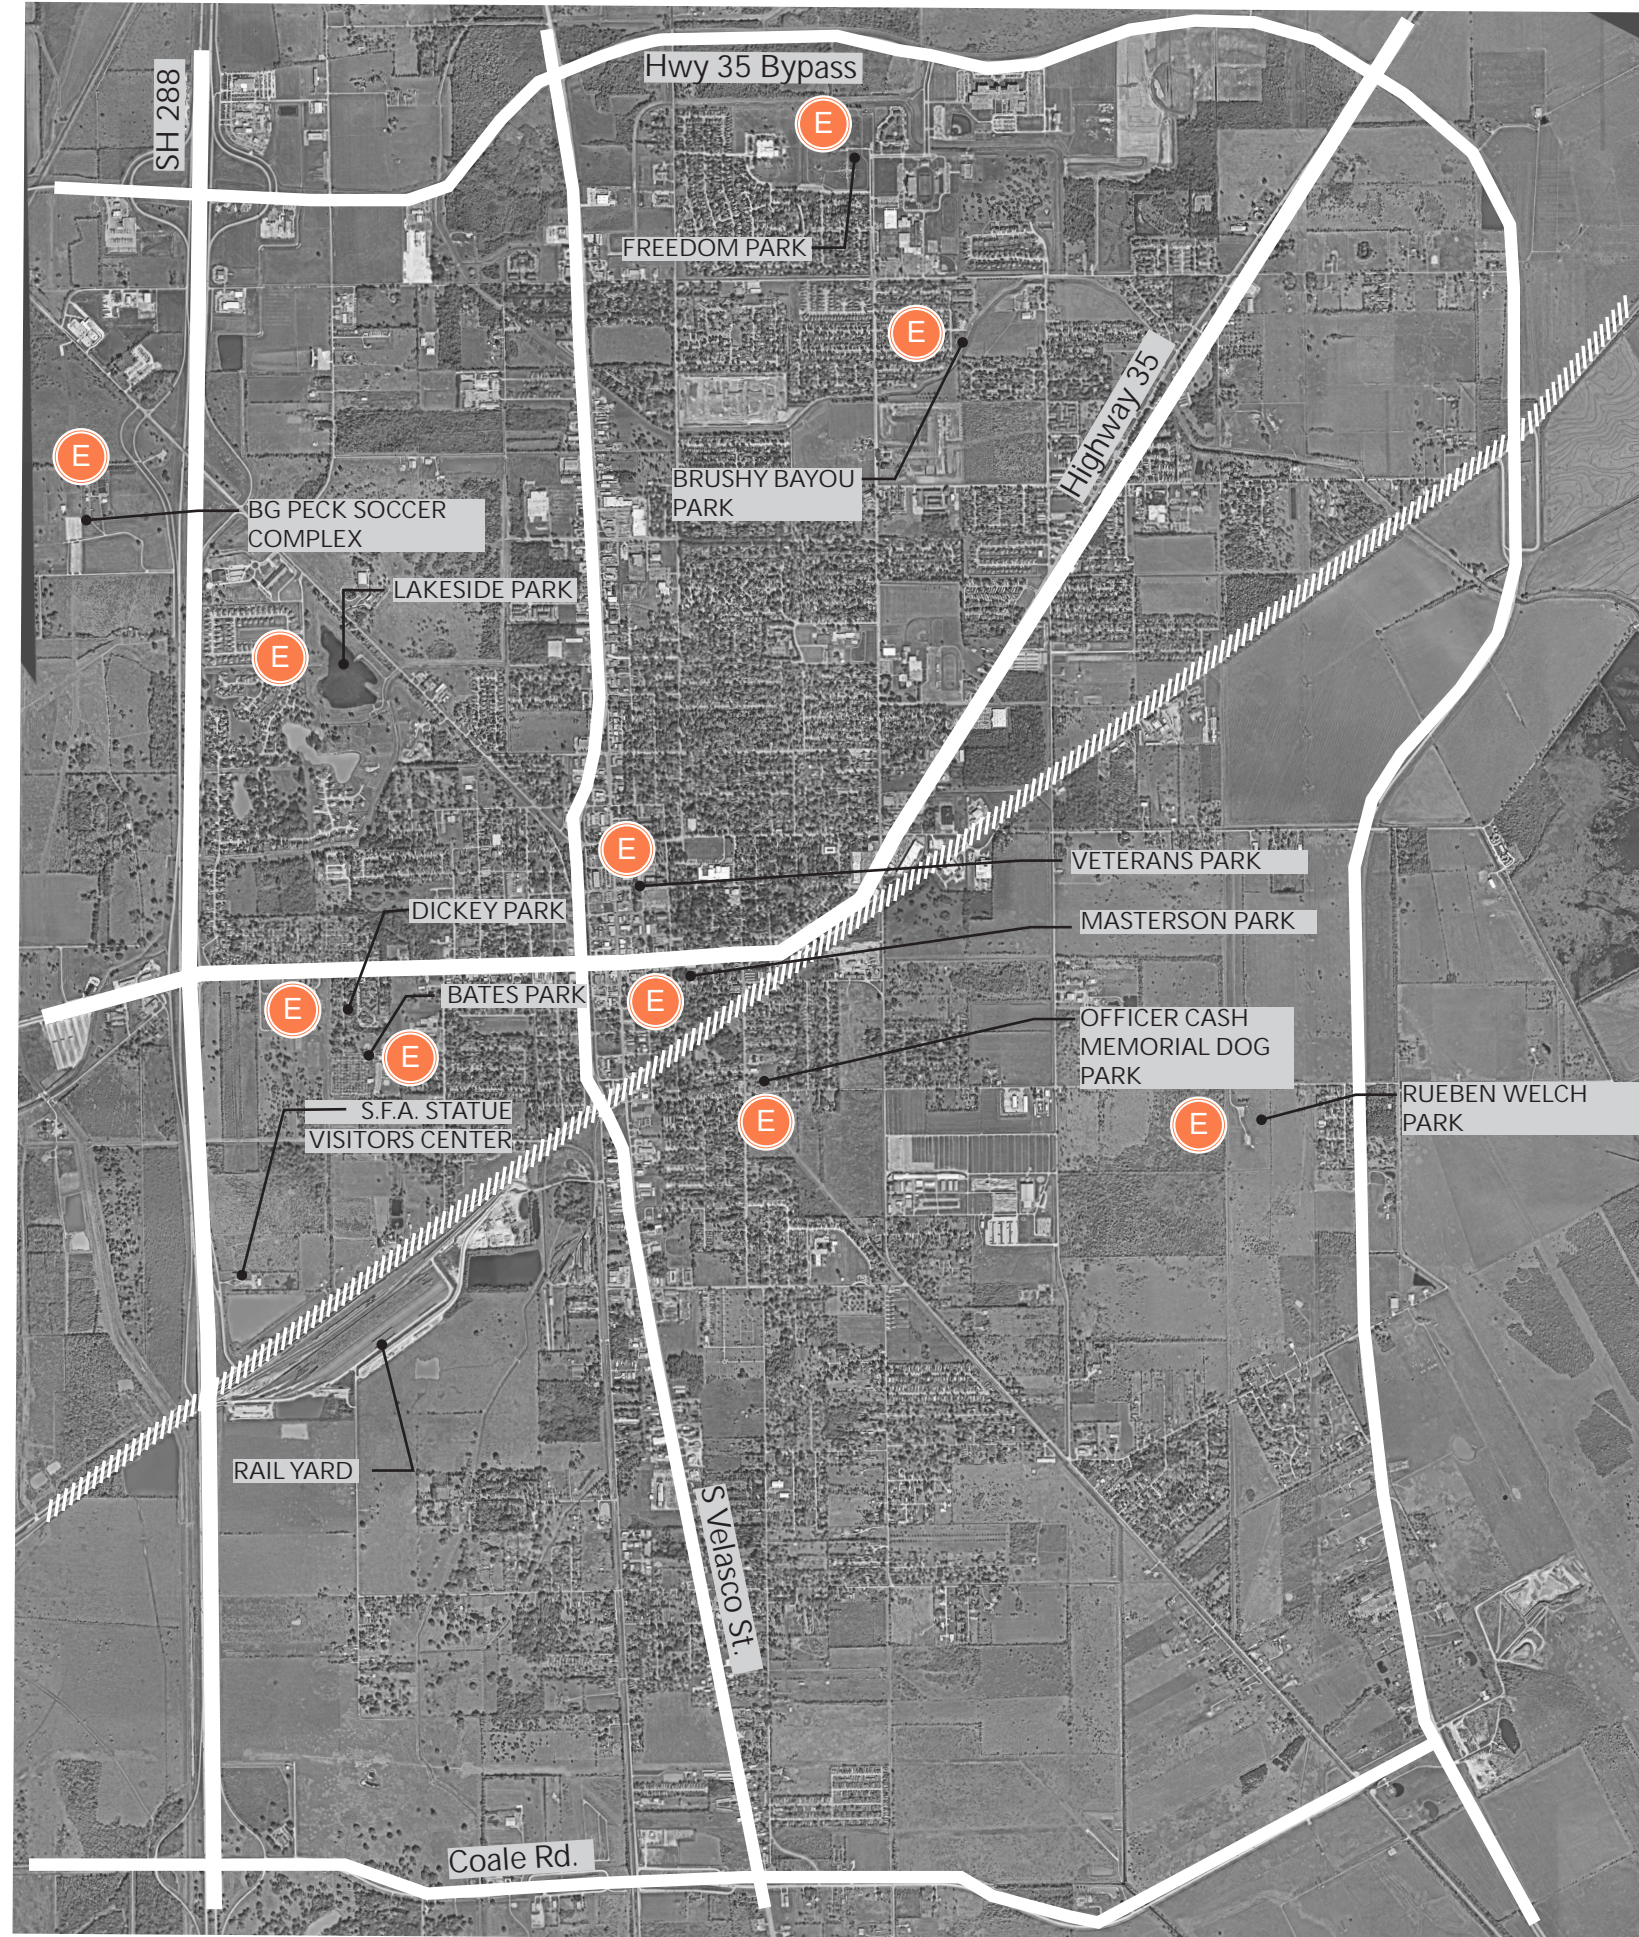 Hwy 35 Bypass
SH 288
E
FREEDOM PARK
E
Highway 35
E
BRUSHY BAYOU
PARK
BG PECK SOCCER
COMPLEX
LAKESIDE PARK
E
E
VETERANS PARK
DICKEY PARK
MASTERSON PARK
E
BATES PARK
E
OFFICER CASH
MEMORIAL DOG
PARK
E
RUEBEN WELCH
PARK
S.F.A. STATUE
VISITORS CENTER
E
E
RAIL YARD
S Velasco St.
Coale Rd.